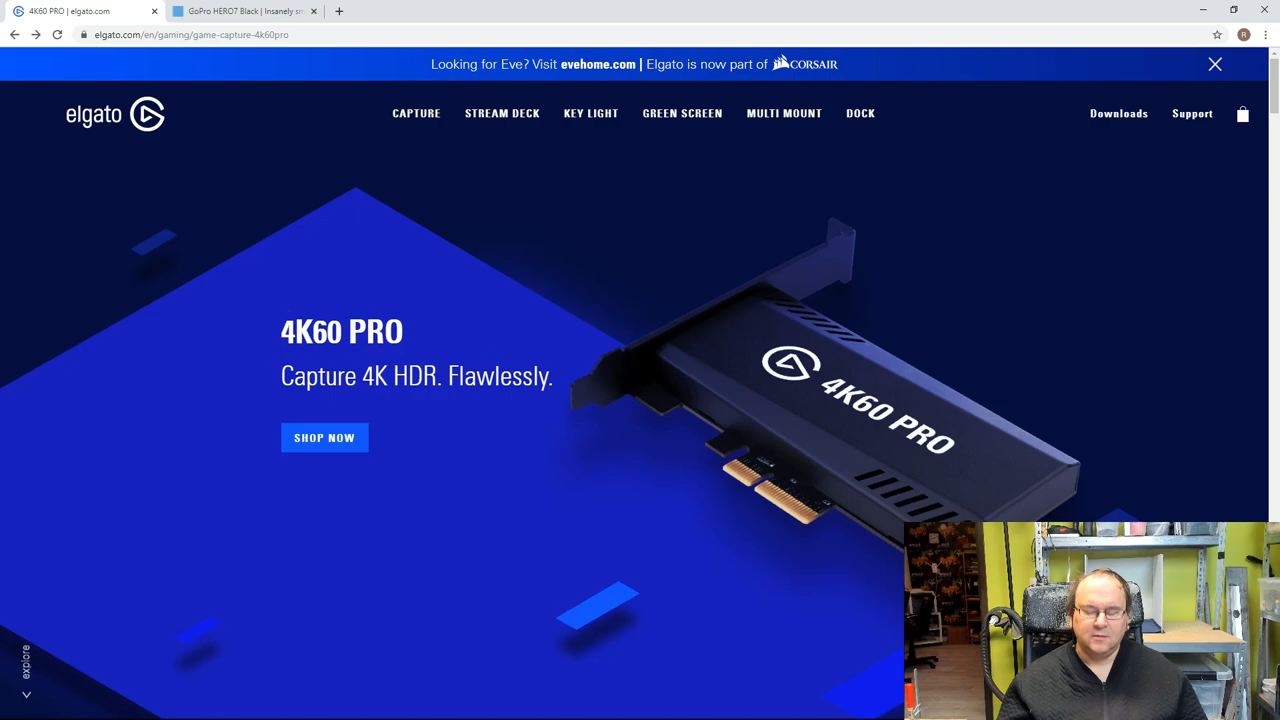 4K60 PRO | elgato.com
GoPro HERO7 Black | Insanely sm
elgato.com/en/gaming/game-capture-4k60pro
R
Looking for Eve? Visit evehome.com | Elgato is now part of CORSAIR
elgato
CAPTURE
STREAM DECK
KEY LIGHT
GREEN SCREEN
MULTI MOUNT
DOCK
Downloads
Support
4K60 PRO
Capture 4K HDR. Flawlessly.
SHOP NOW
4K60 PRO
explore